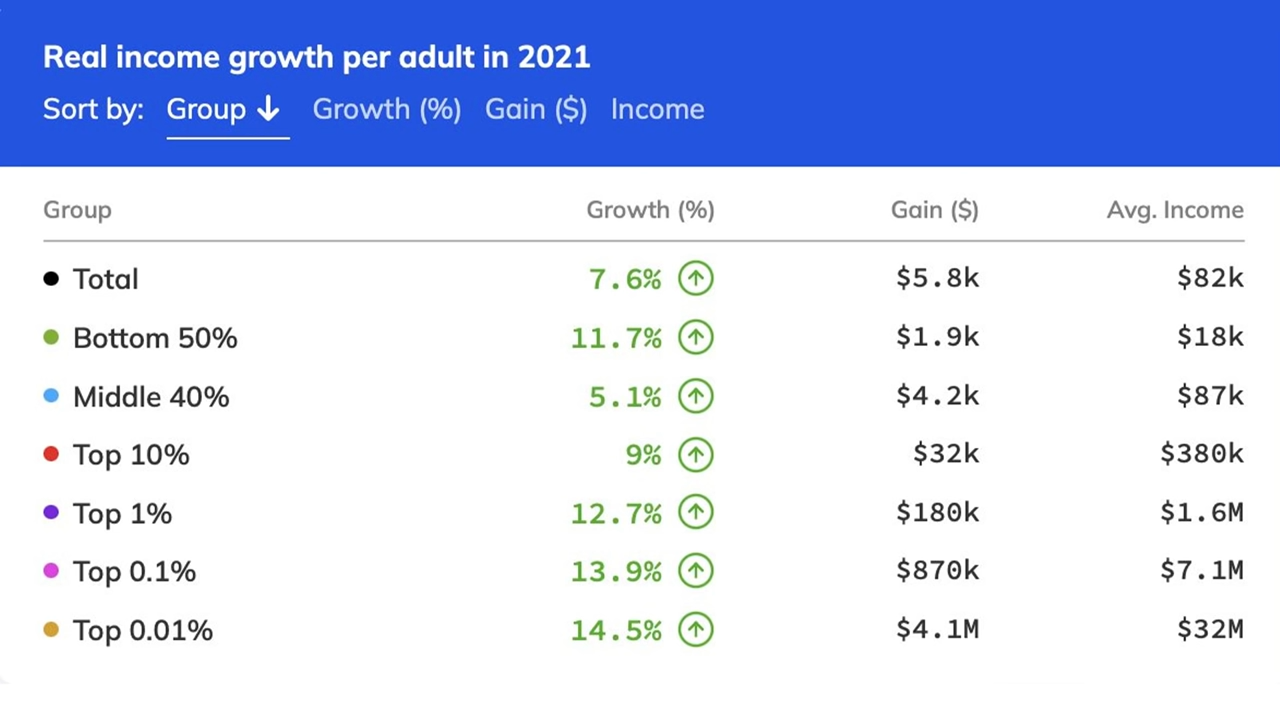 Real income growth per adult in 2021
Sort by: Group ↓ Growth (%) Gain ($) Income
Group Growth (%) Gain ($) Avg. Income
Total 7.6% $5.8k $82k
Bottom 50% 11.7% $1.9k $18k
Middle 40% 5.1% $4.2k $87k
Top 10% 9% $32k $380k
Top 1% 12.7% $180k $1.6M
Top 0.1% 13.9% $870k $7.1M
Top 0.01% 14.5% $4.1M $32M